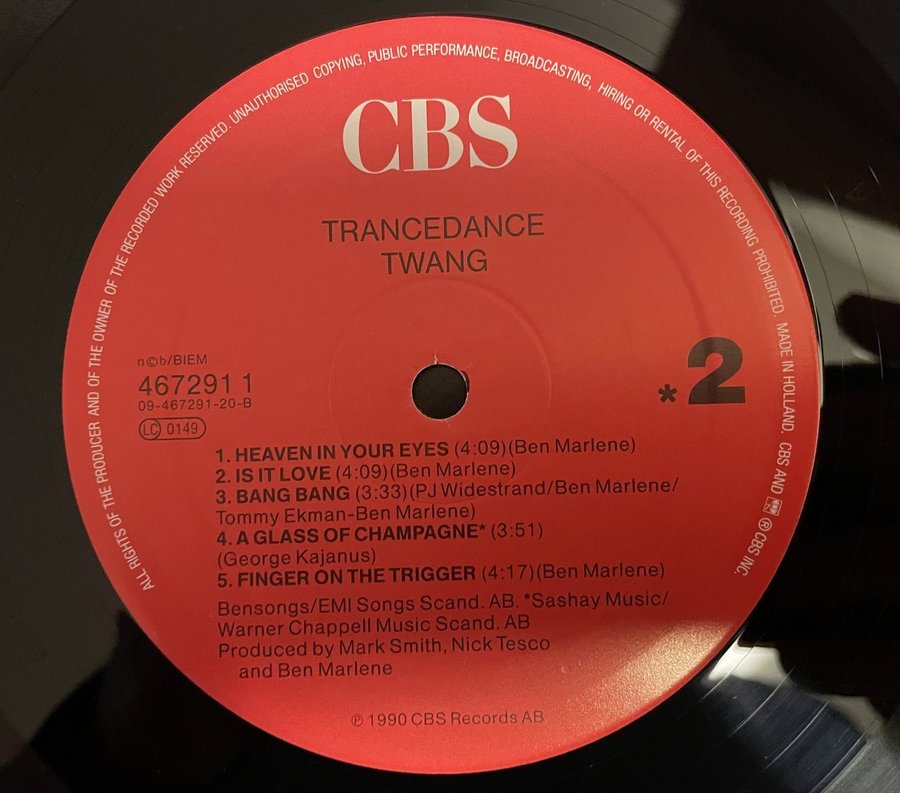 ALL RIGHTS OF THE PRODUCER AND OF THE OWNER OF THE RECORDED WORK RESERVED. UNAUTHORISED COPYING, PUBLIC PERFORMANCE, BROADCASTING, HIRING OR RENTAL OF THIS RECORDING PROHIBITED. MADE IN HOLLAND. CBS AND ® CBS INC.
CBS
TRANCEDANCE
TWANG
n©b/BIEM
467291 1
09-467291-20-B
LC 0149
*2
1. HEAVEN IN YOUR EYES (4:09)(Ben Marlene)
2. IS IT LOVE (4:09)(Ben Marlene)
3. BANG BANG (3:33)(PJ Widestrand/Ben Marlene/
Tommy Ekman-Ben Marlene)
4. A GLASS OF CHAMPAGNE* (3:51)
(George Kajanus)
5. FINGER ON THE TRIGGER (4:17)(Ben Marlene)
Bensongs/EMI Songs Scand. AB. *Sashay Music/
Warner Chappell Music Scand. AB
Produced by Mark Smith, Nick Tesco
and Ben Marlene
℗ 1990 CBS Records AB